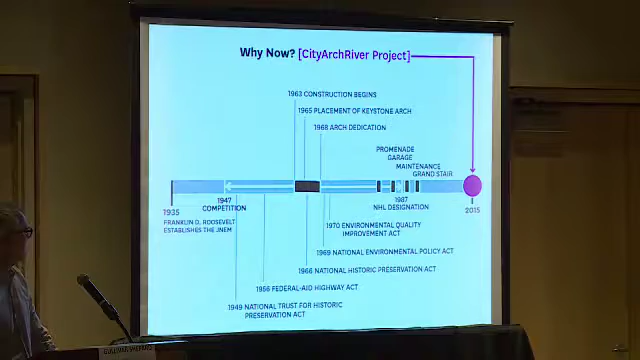 Why Now? [CityArchRiver Project]
1963 CONSTRUCTION BEGINS
1965 PLACEMENT OF KEYSTONE ARCH
1968 ARCH DEDICATION
PROMENADE
GARAGE
MAINTENANCE
GRAND STAIR
1935
FRANKLIN D. ROOSEVELT
ESTABLISHES THE JNEM
1947
COMPETITION
1987
NHL DESIGNATION
2015
1970 ENVIRONMENTAL QUALITY
IMPROVEMENT ACT
1969 NATIONAL ENVIRONMENTAL POLICY ACT
1966 NATIONAL HISTORIC PRESERVATION ACT
1956 FEDERAL-AID HIGHWAY ACT
1949 NATIONAL TRUST FOR HISTORIC
PRESERVATION ACT